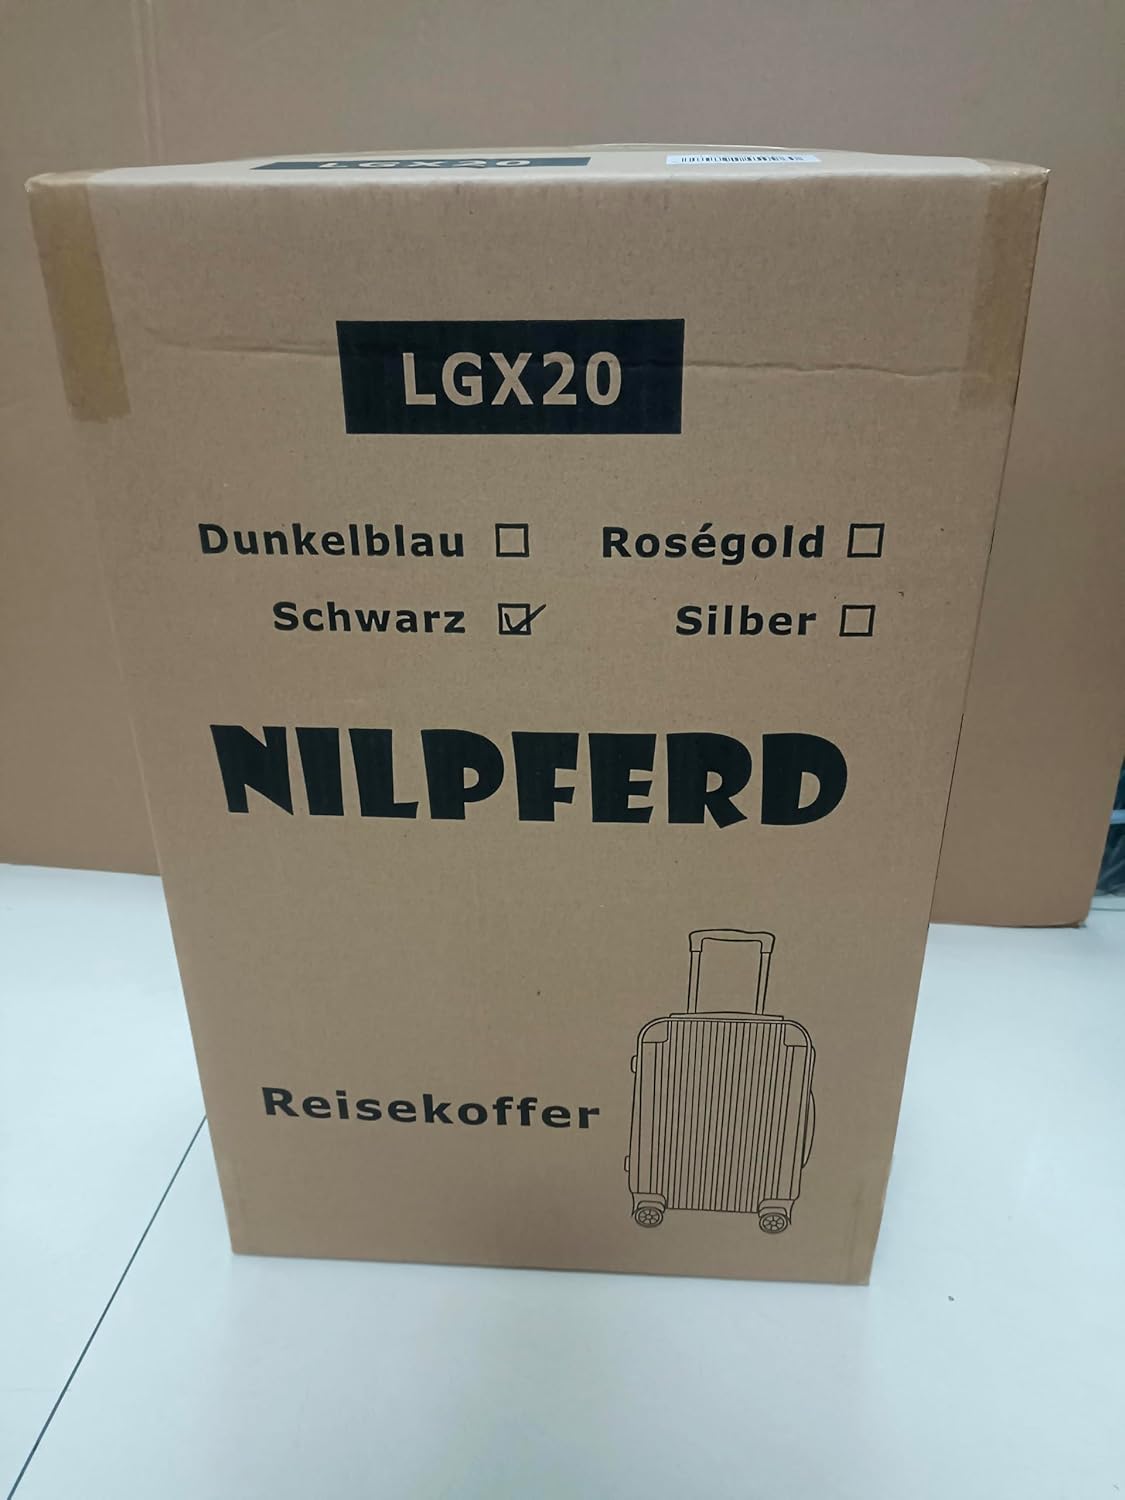 LGX20
LGX20
Dunkelblau ☐ Roségold ☐
Schwarz ☑ Silber ☐
NILPFERD
Reisekoffer